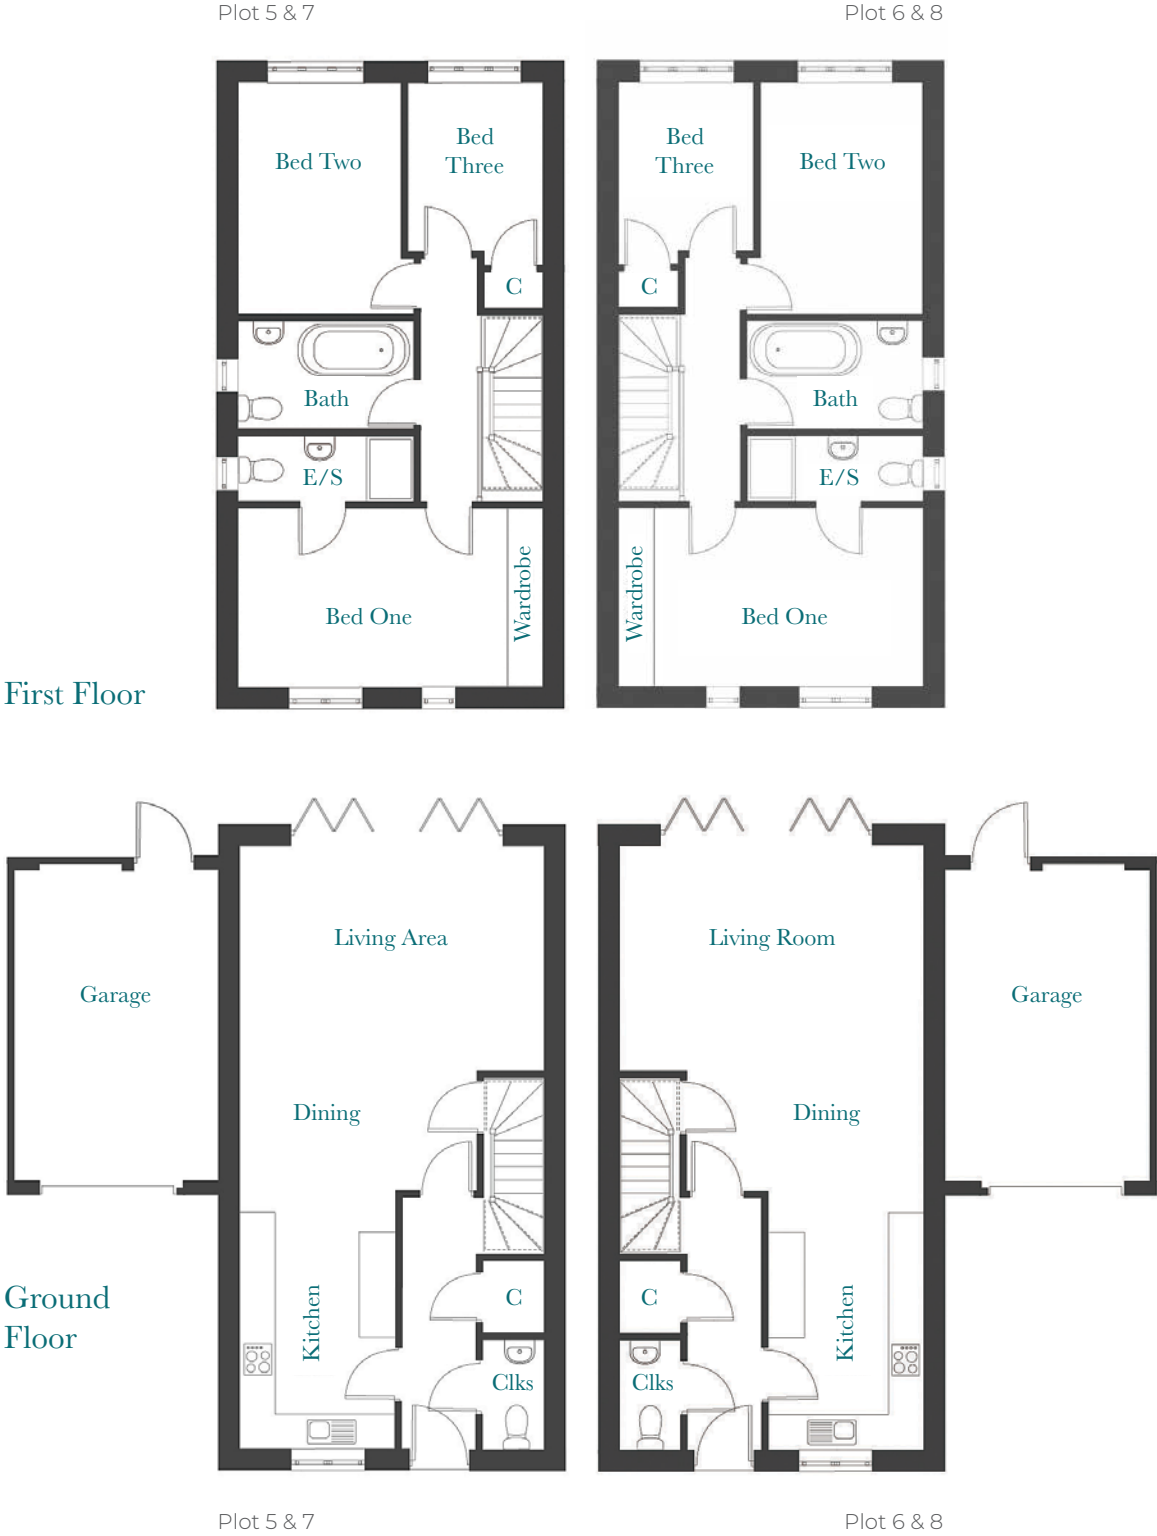 Plot 5 & 7
Plot 6 & 8
Bed Two
Bed
Three
C
Bath
E/S
Bed One
Wardrobe
Bed
Three
Bed Two
C
Bath
E/S
Wardrobe
Bed One
First Floor
Living Area
Garage
Dining
Kitchen
C
Clks
Living Room
Garage
Dining
Kitchen
C
Clks
Ground
Floor
Plot 5 & 7
Plot 6 & 8